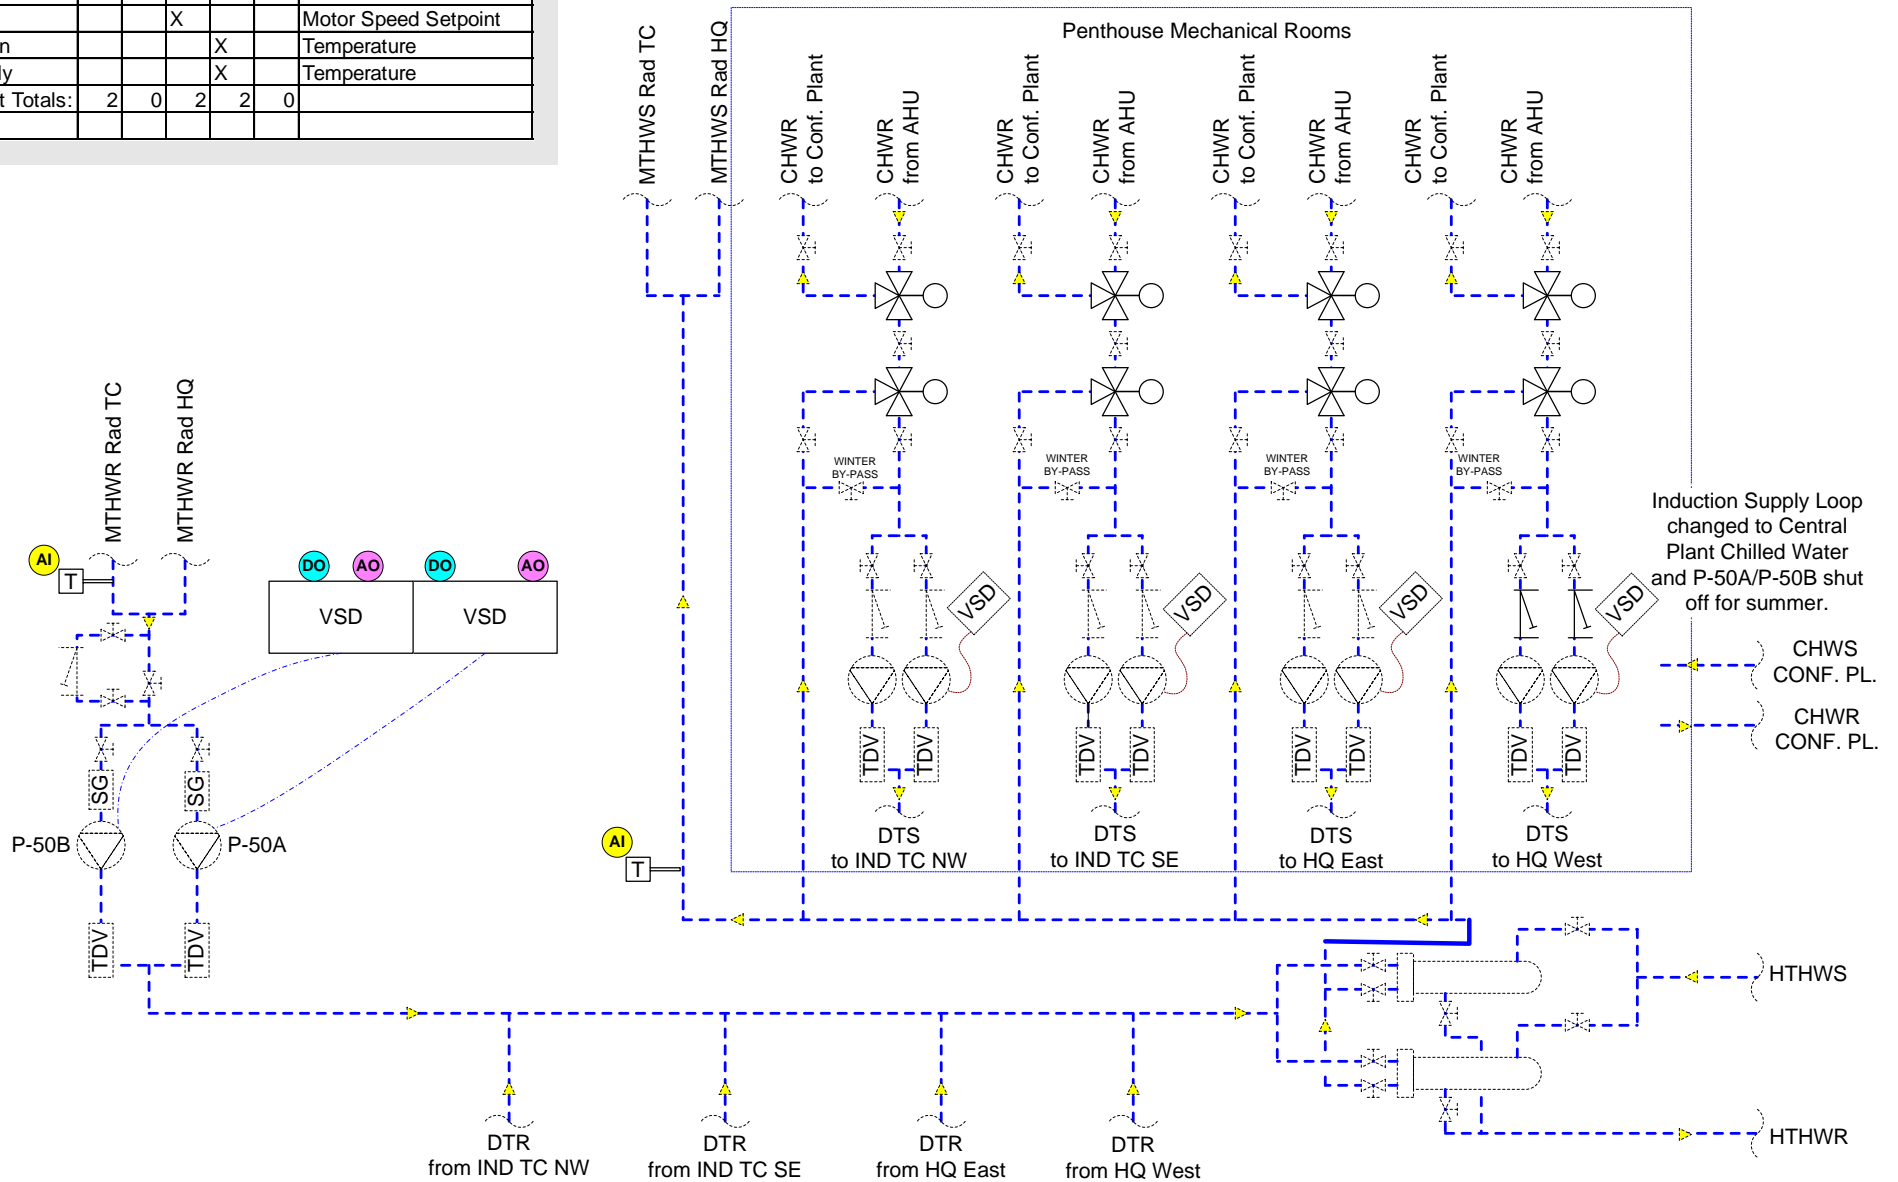 X Motor Speed Setpoint
n X Temperature
ly X Temperature
t Totals: 2 0 2 2 0
Penthouse Mechanical Rooms
MTHWS Rad TC
MTHWS Rad HQ
CHWR
to Conf. Plant
CHWR
from AHU
CHWR
to Conf. Plant
CHWR
from AHU
CHWR
to Conf. Plant
CHWR
from AHU
CHWR
to Conf. Plant
CHWR
from AHU
MTHWR Rad TC
MTHWR Rad HQ
WINTER
BY-PASS
WINTER
BY-PASS
WINTER
BY-PASS
WINTER
BY-PASS
Induction Supply Loop
changed to Central
Plant Chilled Water
and P-50A/P-50B shut
off for summer.
AI
T
DO AO DO AO
VSD VSD
VSD
VSD
VSD
VSD
CHWS
CONF. PL.
CHWR
CONF. PL.
SG SG
TDV TDV TDV TDV TDV TDV TDV TDV
P-50B
P-50A
DTS
to IND TC NW
DTS
to IND TC SE
DTS
to HQ East
DTS
to HQ West
AI
T
TDV TDV
HTHWS
HTHWR
DTR
from IND TC NW
DTR
from IND TC SE
DTR
from HQ East
DTR
from HQ West